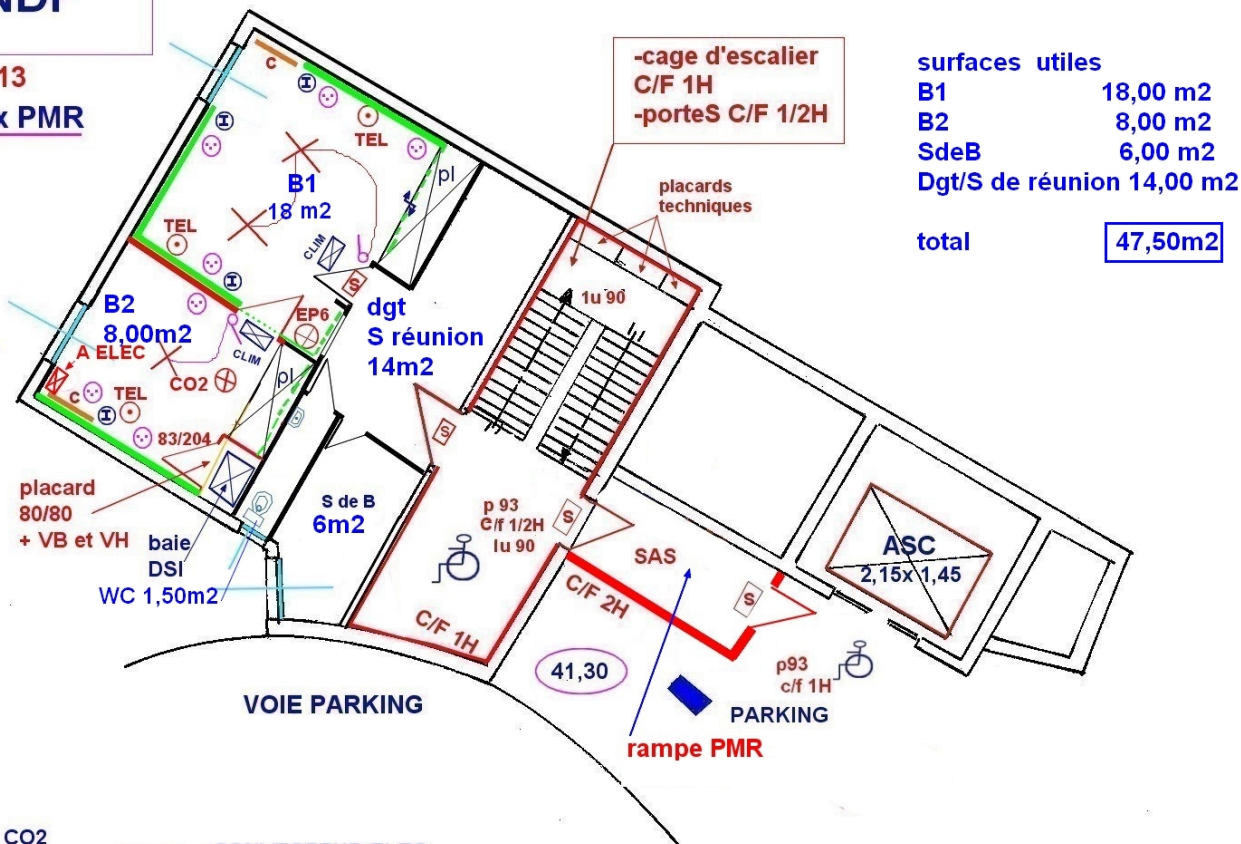 NDF
13
x PMR
-cage d'escalier
C/F 1H
-porteS C/F 1/2H
surfaces utiles
B1 18,00 m2
B2 8,00 m2
SdeB 6,00 m2
Dgt/S de réunion 14,00 m2
total 47,50m2
placards
techniques
c
H
TEL
pl
B1
18 m2
TEL
H
H
CLIM
S
1u 90
B2
8,00m2
EP6
dgt
S réunion
14m2
CLIM
A ELEC
CO2
pl
c
H
TEL
83/204
S
placard
80/80
+ VB et VH
baie
DSI
WC 1,50m2
S de B
6m2
p 93
C/f 1/2H
lu 90
S
SAS
ASC
2,15x 1,45
C/F 2H
S
C/F 1H
41,30
p93
c/f 1H
VOIE PARKING
PARKING
rampe PMR
CO2